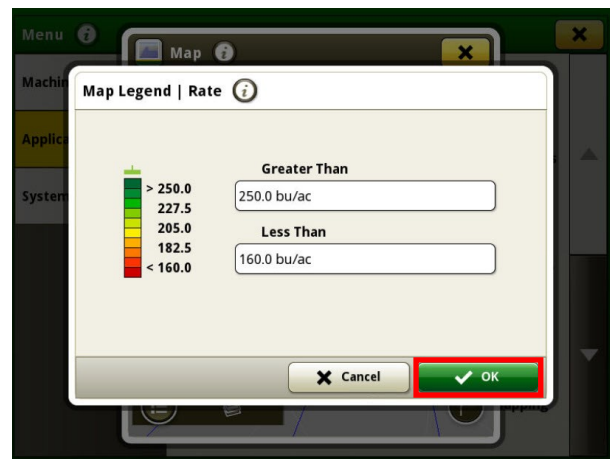 Menu
Map
Machin
Map Legend | Rate
Applica
System
> 250.0
227.5
205.0
182.5
< 160.0
Greater Than
250.0 bu/ac
Less Than
160.0 bu/ac
Cancel
OK